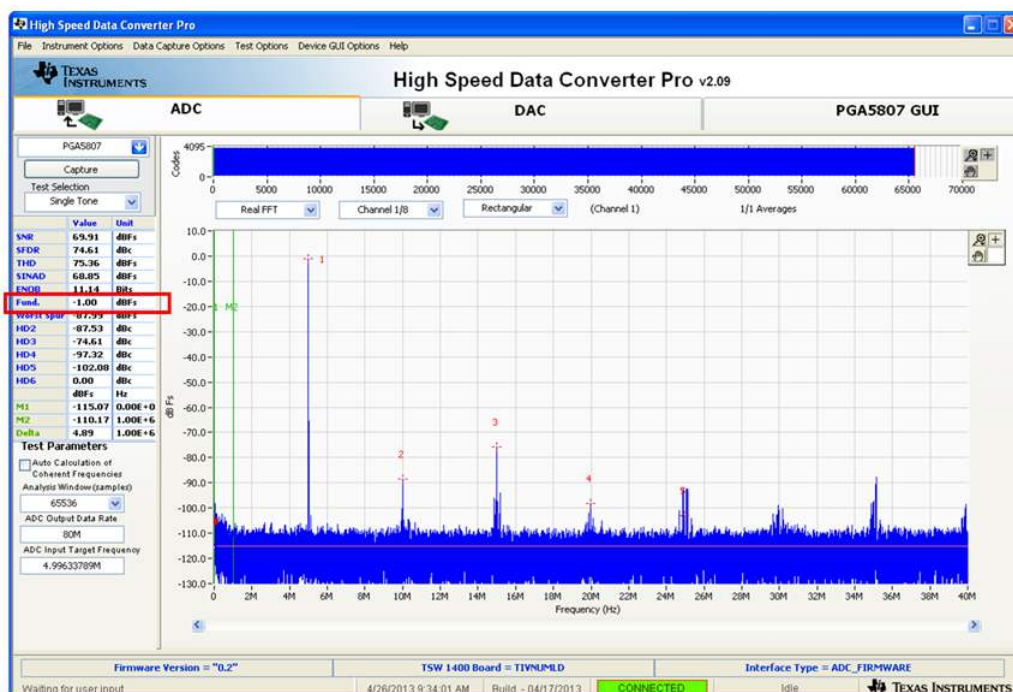 High Speed Data Converter Pro
File Instrument Options Data Capture Options Test Options Device GUI Options Help
TEXAS INSTRUMENTS
High Speed Data Converter Pro v2.09
ADC DAC PGA5807 GUI
PGA5807
Capture
Test Selection
Single Tone
Codes
4095
0
0 5000 10000 15000 20000 25000 30000 35000 40000 45000 50000 55000 60000 65000 70000
Real FFT Channel 1/8 Rectangular (Channel 1) 1/1 Averages
Value Unit
SNR 69.91 dBFs
SFDR 74.61 dBc
THD 75.36 dBFs
SINAD 68.85 dBFs
ENOB 11.14 Bits
Fund. -1.00 dBFs
Worst Spur -87.99 dBFs
HD2 -87.53 dBc
HD3 -74.61 dBc
HD4 -97.32 dBc
HD5 -102.08 dBc
HD6 0.00 dBc
dBFs Hz
M1 -115.07 0.00E+0
M2 -110.17 1.00E+6
Delta 4.89 1.00E+6
Test Parameters
Auto Calculation of
Coherent Frequencies
Analysis Window (samples)
65536
ADC Output Data Rate
80M
ADC Input Target Frequency
4.99633789M
dB Fs
10.0
0.0
-10.0
-20.0
-30.0
-40.0
-50.0
-60.0
-70.0
-80.0
-90.0
-100.0
-110.0
-120.0
-130.0
M2
1
2
3
4
0 2M 4M 6M 8M 10M 12M 14M 16M 18M 20M 22M 24M 26M 28M 30M 32M 34M 36M 38M 40M
Frequency (Hz)
Firmware Version = "0.2" TSW 1400 Board = TIVNUMLD Interface Type = ADC_FIRMWARE
Waiting for user input 4/26/2013 9:34:01 AM Build - 04/17/2013 CONNECTED Idle TEXAS INSTRUMENTS